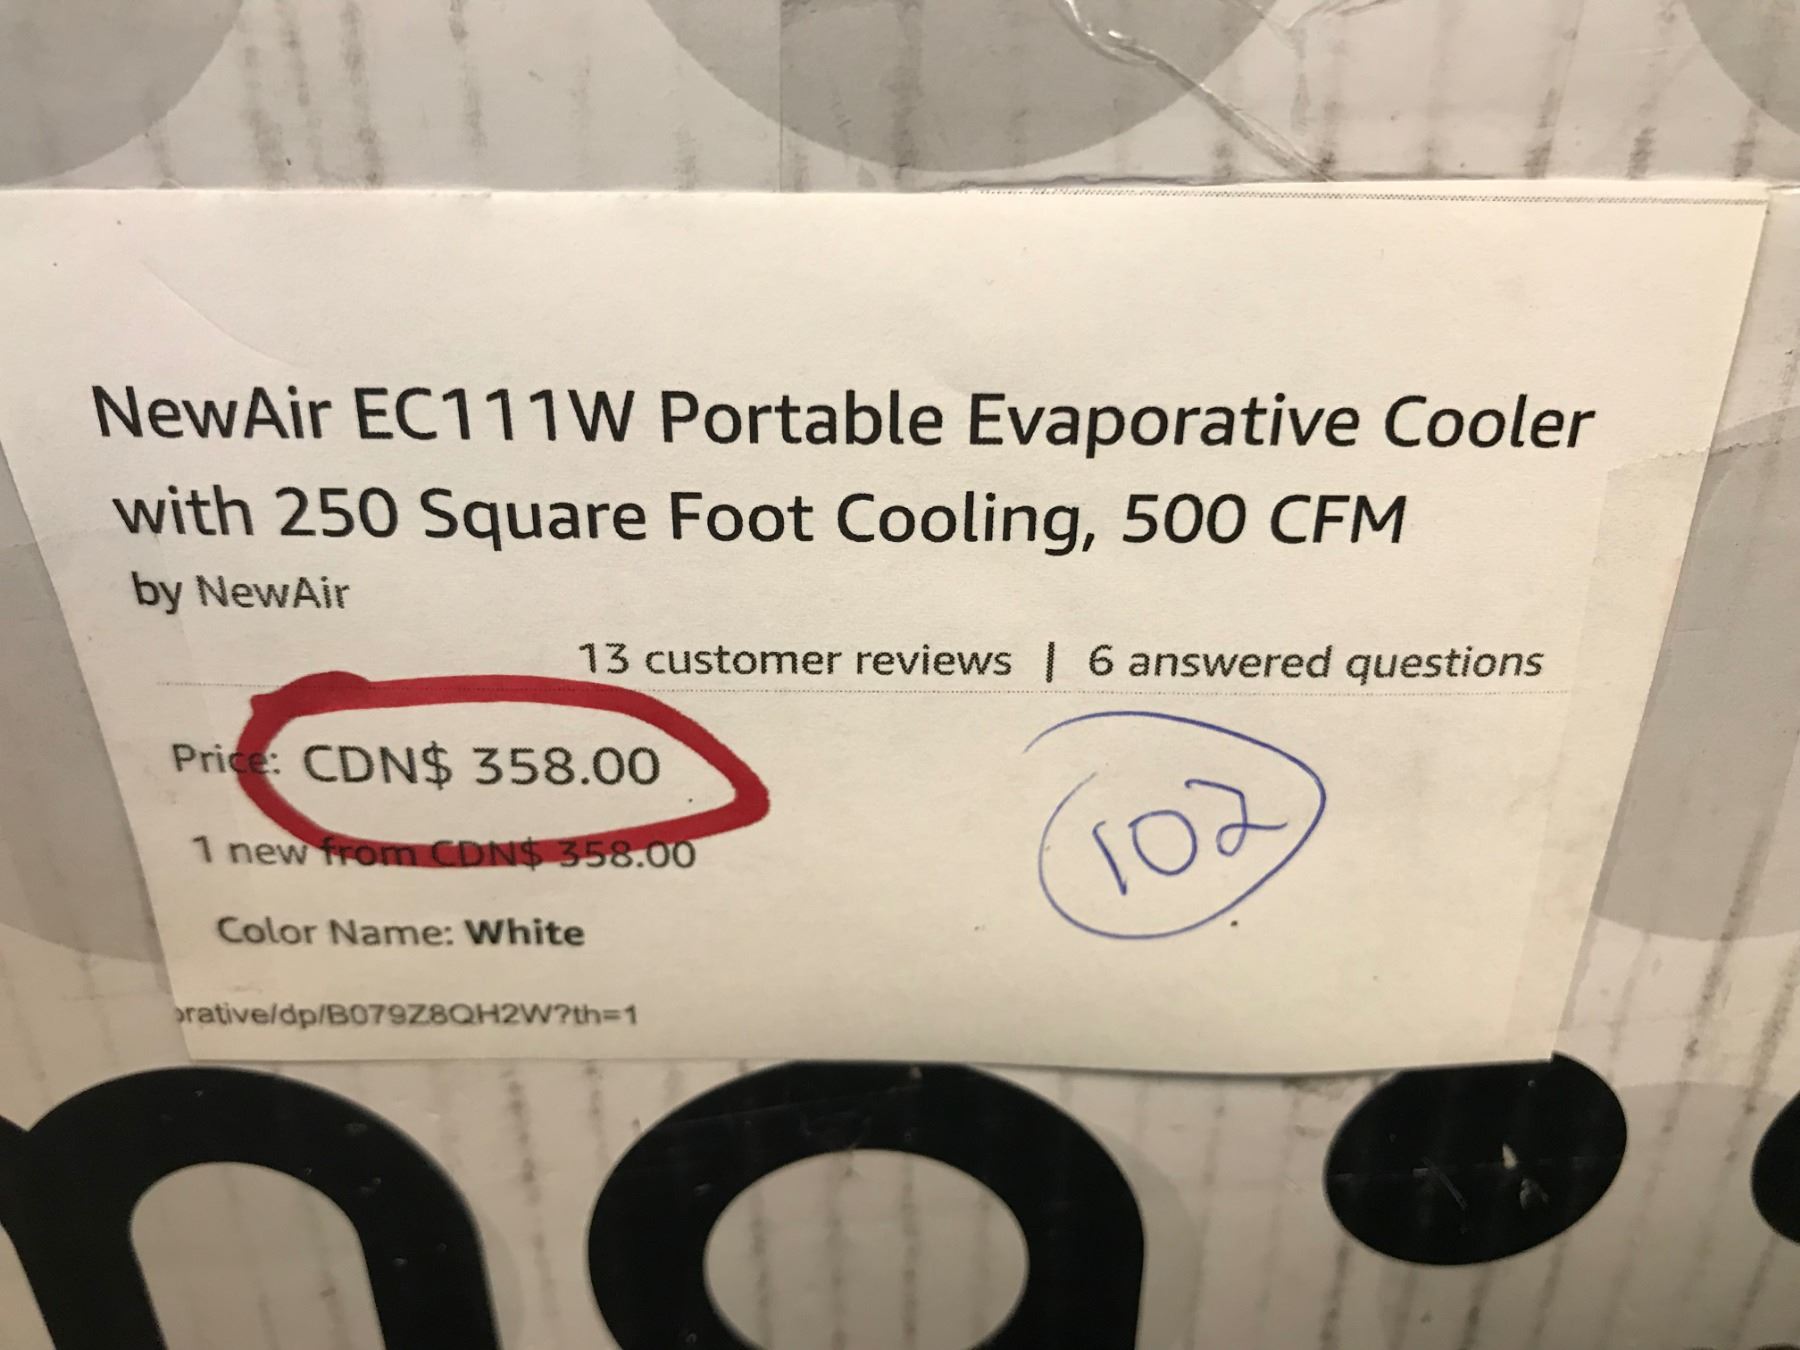 NewAir EC111W Portable Evaporative Cooler
with 250 Square Foot Cooling, 500 CFM
by NewAir
13 customer reviews | 6 answered questions
Price: CDN$ 358.00
102
1 new from CDN$ 358.00
Color Name: White
orative/dp/B079Z8QH2W?th=1